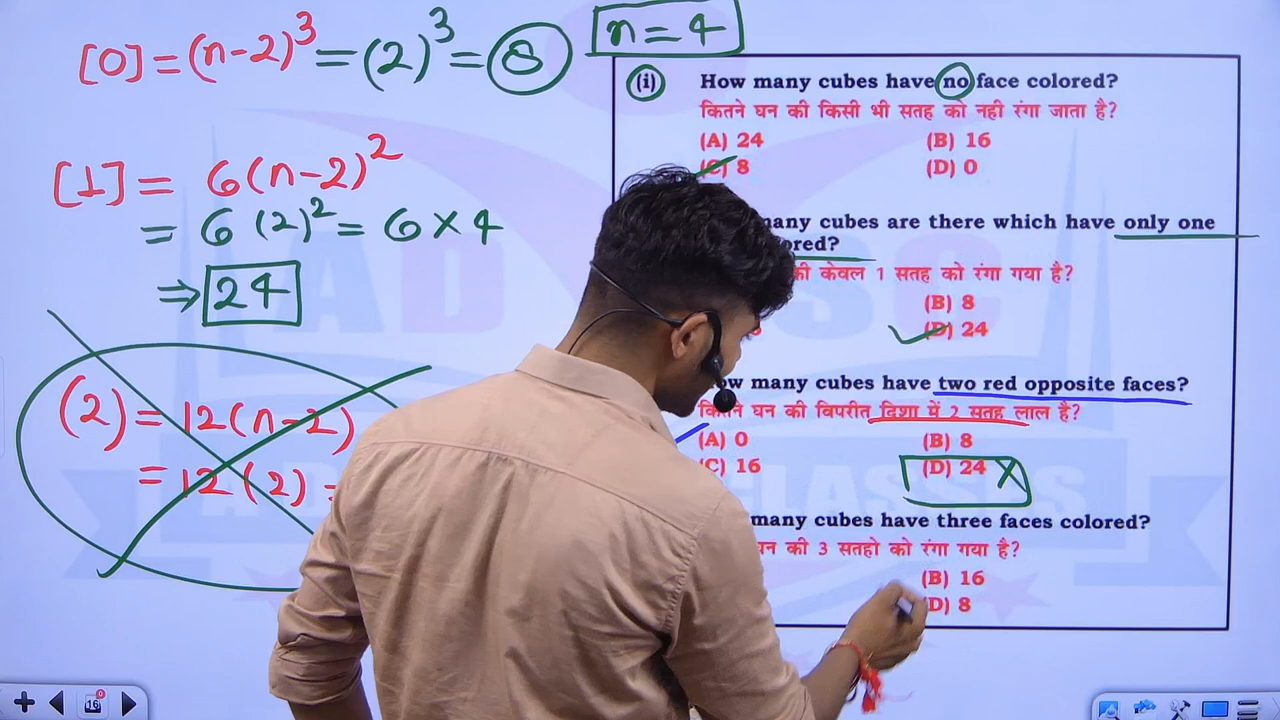 [0] = (n-2)³ = (2)³ = 8
n = 4
[1] = 6(n-2)²
= 6 (2)² = 6 × 4
⇒ 24
(2) = 12(n-2)
= 12 (2) =
(i) How many cubes have no face colored?
कितने घन की किसी भी सतह को नही रंगा जाता है?
(A) 24 (B) 16
(C) 8 (D) 0
many cubes are there which have only one
colored?
की केवल 1 सतह को रंगा गया है?
(B) 8
(D) 24
How many cubes have two red opposite faces?
कितने घन की विपरीत दिशा में 2 सतह लाल है?
(A) 0 (B) 8
(C) 16 (D) 24 X
many cubes have three faces colored?
घन की 3 सतहो को रंगा गया है?
(B) 16
(D) 8
CLASSES
16